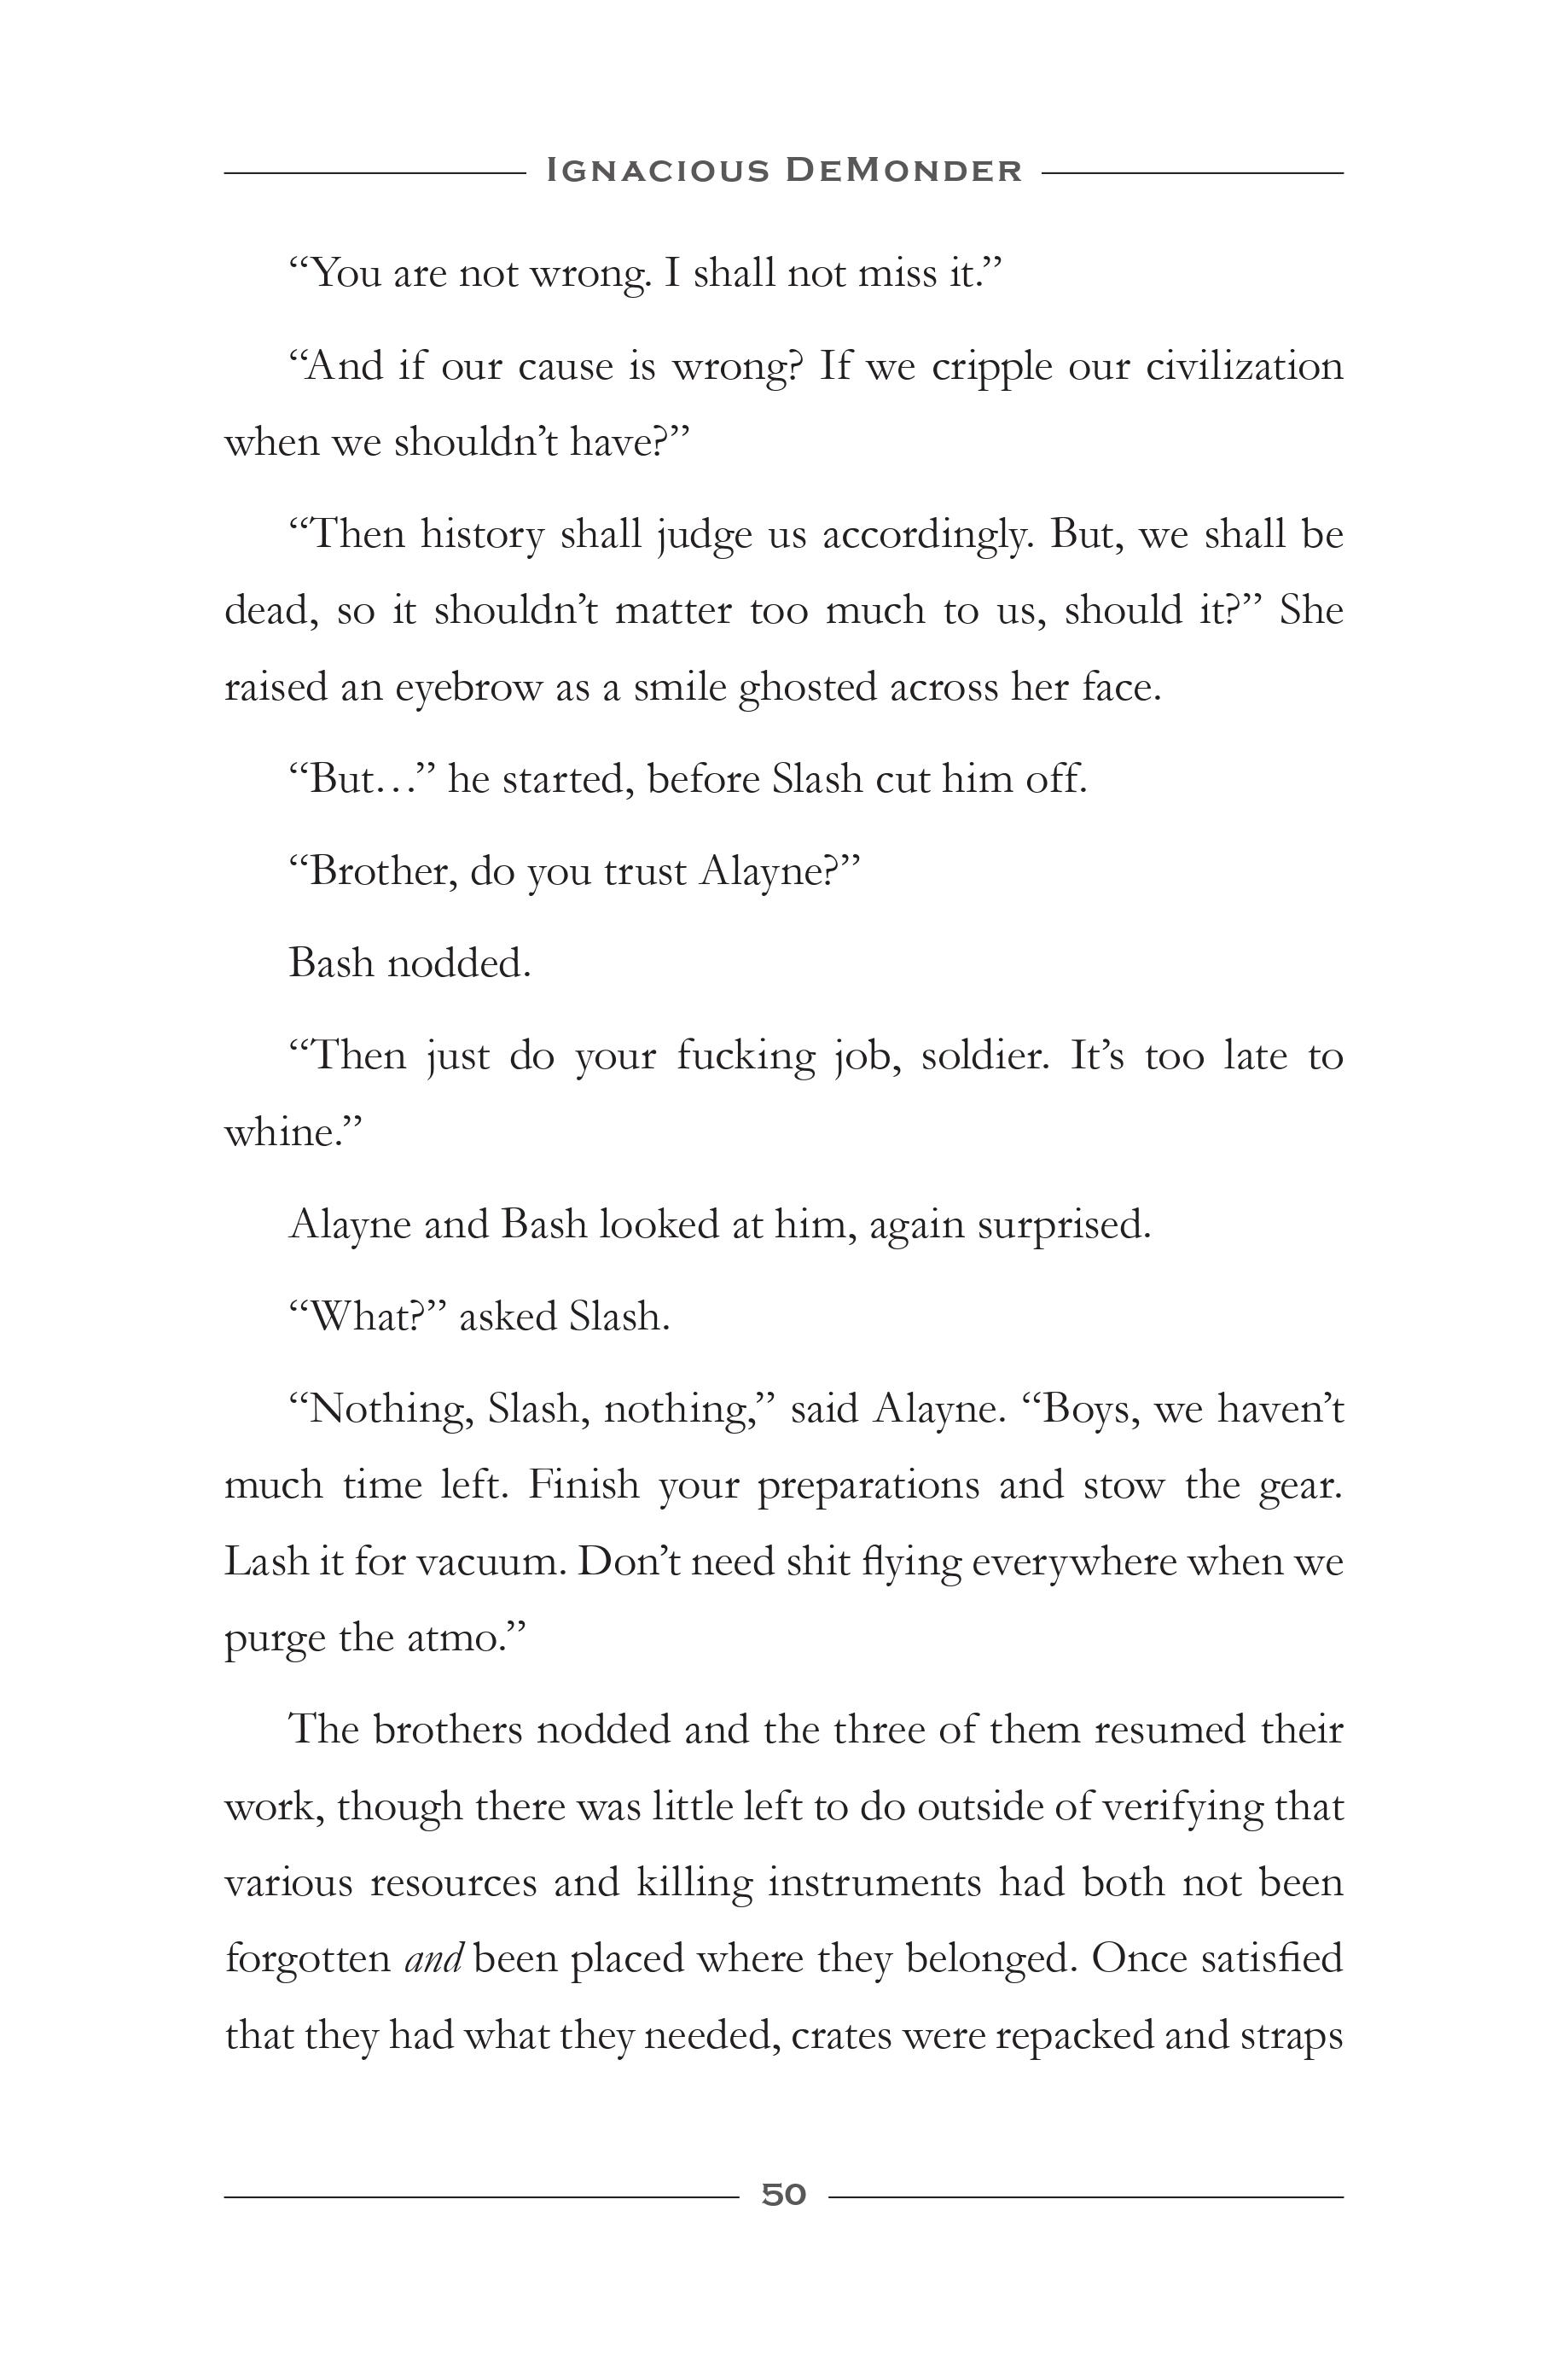 Ignacious DeMonder
“You are not wrong. I shall not miss it.”
“And if our cause is wrong? If we cripple our civilization
when we shouldn’t have?”
“Then history shall judge us accordingly. But, we shall be
dead, so it shouldn’t matter too much to us, should it?” She
raised an eyebrow as a smile ghosted across her face.
“But…” he started, before Slash cut him off.
“Brother, do you trust Alayne?”
Bash nodded.
“Then just do your fucking job, soldier. It’s too late to
whine.”
Alayne and Bash looked at him, again surprised.
“What?” asked Slash.
“Nothing, Slash, nothing,” said Alayne. “Boys, we haven’t
much time left. Finish your preparations and stow the gear.
Lash it for vacuum. Don’t need shit flying everywhere when we
purge the atmo.”
The brothers nodded and the three of them resumed their
work, though there was little left to do outside of verifying that
various resources and killing instruments had both not been
forgotten and been placed where they belonged. Once satisfied
that they had what they needed, crates were repacked and straps
50